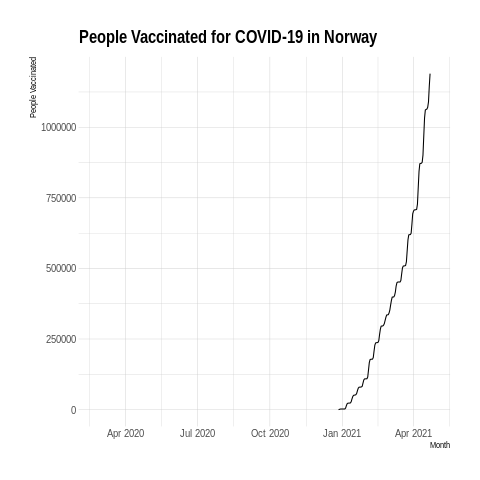 People Vaccinated for COVID-19 in Norway
People Vaccinated
1000000
750000
500000
250000
0
Apr 2020 Jul 2020 Oct 2020 Jan 2021 Apr 2021
Month